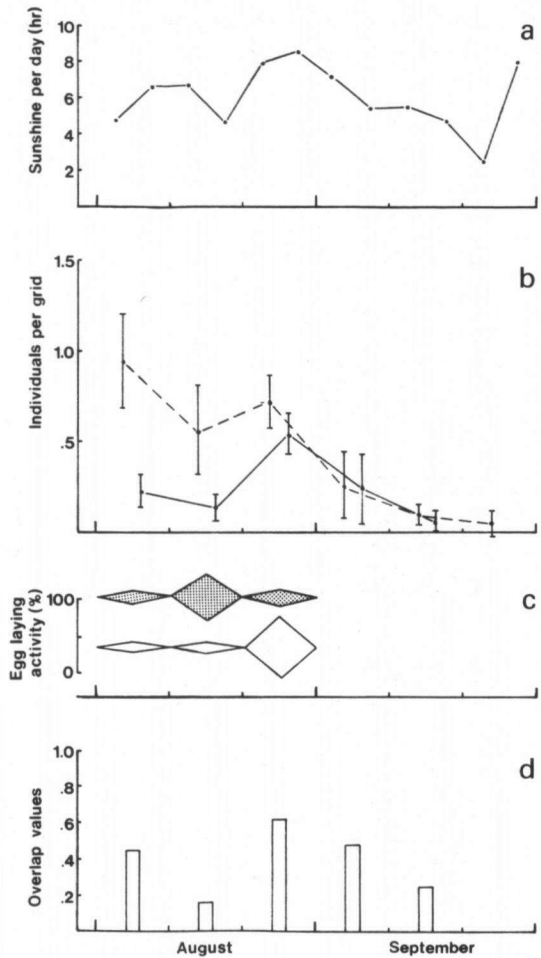 a
Sunshine per day (hr)
10
8
6
4
2
b
Individuals per grid
1.5
1.0
.5
c
Egg laying
activity (%)
100
0
d
Overlap values
1.0
.8
.6
.4
.2
August
September